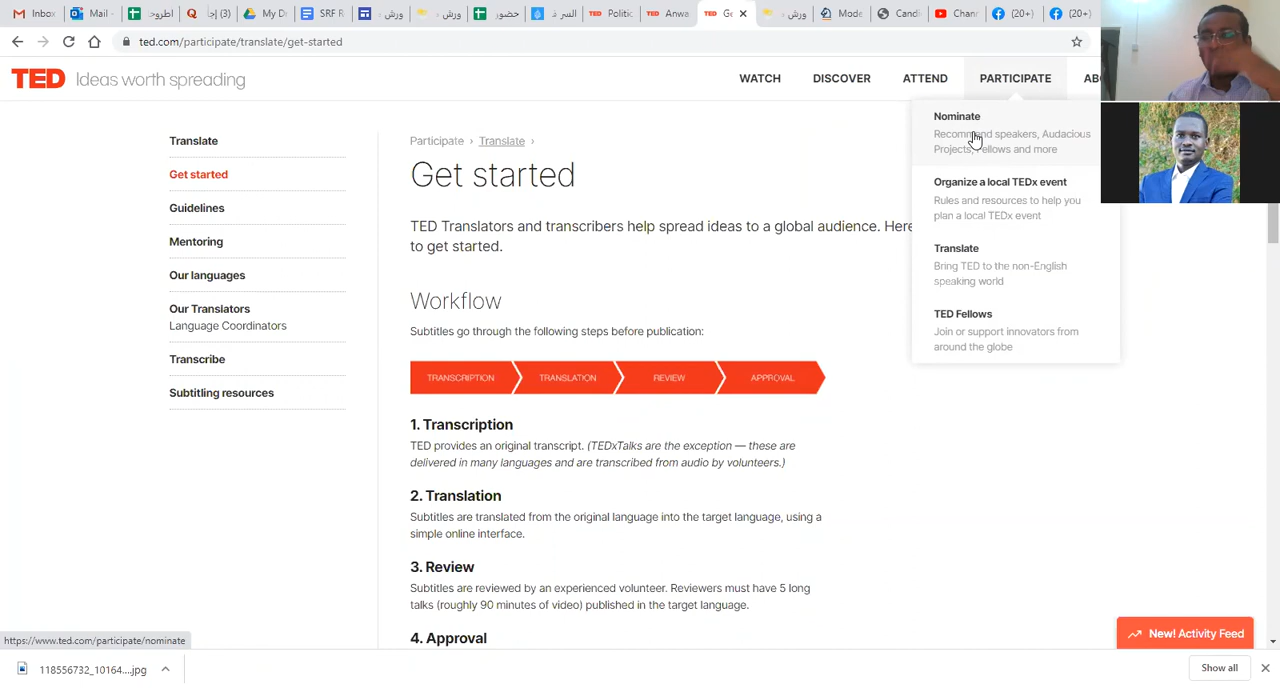 Inbox
Mail -
اطروح
(3) إجا
My Dr
SRF R
ورش
ورش
حضور
السر ف
Politic
Anwa
Ge
ورش
Mode
Candi
Chann
(20+)
(20+)
ted.com/participate/translate/get-started
TED Ideas worth spreading
WATCH
DISCOVER
ATTEND
PARTICIPATE
Nominate
Recommend speakers, Audacious
Projects, Fellows and more
Organize a local TEDx event
Rules and resources to help you
plan a local TEDx event
Translate
Bring TED to the non-English
speaking world
TED Fellows
Join or support innovators from
around the globe
Translate
Get started
Guidelines
Mentoring
Our languages
Our Translators
Language Coordinators
Transcribe
Subtitling resources
Participate › Translate ›
Get started
TED Translators and transcribers help spread ideas to a global audience. Here
to get started.
Workflow
Subtitles go through the following steps before publication:
TRANSCRIPTION
TRANSLATION
REVIEW
APPROVAL
1. Transcription
TED provides an original transcript. (TEDxTalks are the exception — these are
delivered in many languages and are transcribed from audio by volunteers.)
2. Translation
Subtitles are translated from the original language into the target language, using a
simple online interface.
3. Review
Subtitles are reviewed by an experienced volunteer. Reviewers must have 5 long
talks (roughly 90 minutes of video) published in the target language.
4. Approval
New! Activity Feed
https://www.ted.com/participate/nominate
118556732_10164....jpg
Show all